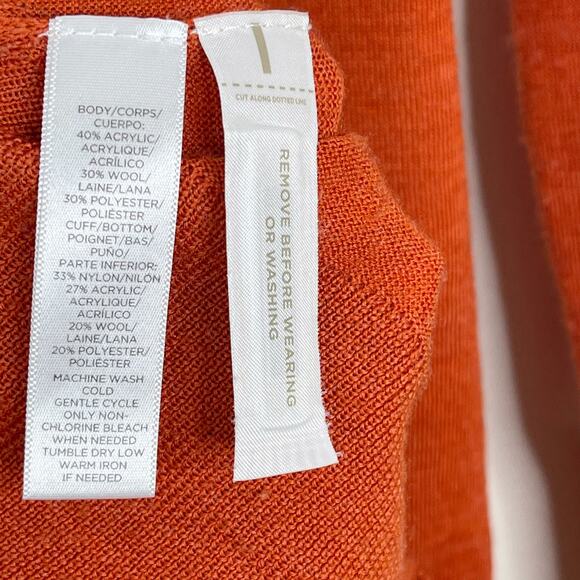 BODY/CORPS/
CUERPO:
40% ACRYLIC/
ACRYLIQUE/
ACRÍLICO
30% WOOL/
LAINE/LANA
30% POLYESTER/
POLIÉSTER
CUFF/BOTTOM/
POIGNET/BAS/
PUÑO/
PARTE INFERIOR:
33% NYLON/NILÓN
27% ACRYLIC/
ACRYLIQUE/
ACRÍLICO
20% WOOL/
LAINE/LANA
20% POLYESTER/
POLIÉSTER
MACHINE WASH
COLD
GENTLE CYCLE
ONLY NON-
CHLORINE BLEACH
WHEN NEEDED
TUMBLE DRY LOW
WARM IRON
IF NEEDED
CUT ALONG DOTTED LINE
REMOVE BEFORE WEARING
OR WASHING